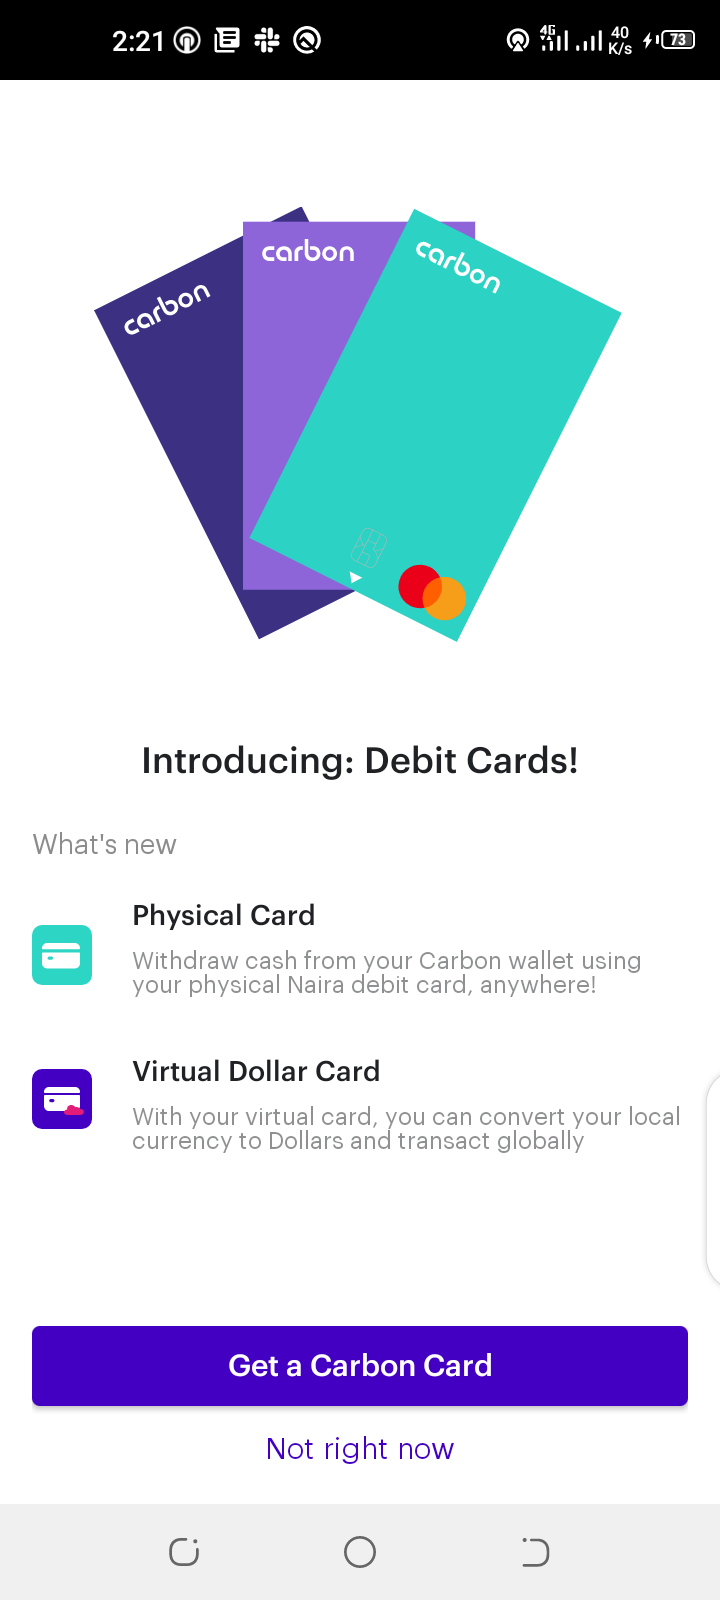 2:21
4G
40
K/s
73
carbon
carbon
carbon
Introducing: Debit Cards!
What's new
Physical Card
Withdraw cash from your Carbon wallet using
your physical Naira debit card, anywhere!
Virtual Dollar Card
With your virtual card, you can convert your local
currency to Dollars and transact globally
Get a Carbon Card
Not right now